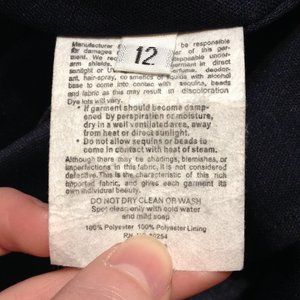 Manufacturer be responsible
12
for of this gar-
ment. We disposable under-
arm shields. garment in direct
sunlight or perfume, deodor-
ant, hair-spray, cosmetics or liquids with alcohol
base to come into contact with sequins, beads
and fabric as this may result in discoloration
Dye lots will vary.
* If garment should become damp-
ened by perspiration or moisture,
dry in a well ventilated area, away
from heat or direct sunlight.
• Do not allow sequins or beads to
come in contact with heat of steam.
Although there may be shadings, blemishes, or
imperfections in this fabric, it is not considered
defective. This is the characteristic of this rich
imported fabric, and gives each garment its
own individual beauty.
DO NOT DRY CLEAN OR WASH
Spot clean only with cold water
and mild soap
100% Polyester 100% Polyester Lining
RN